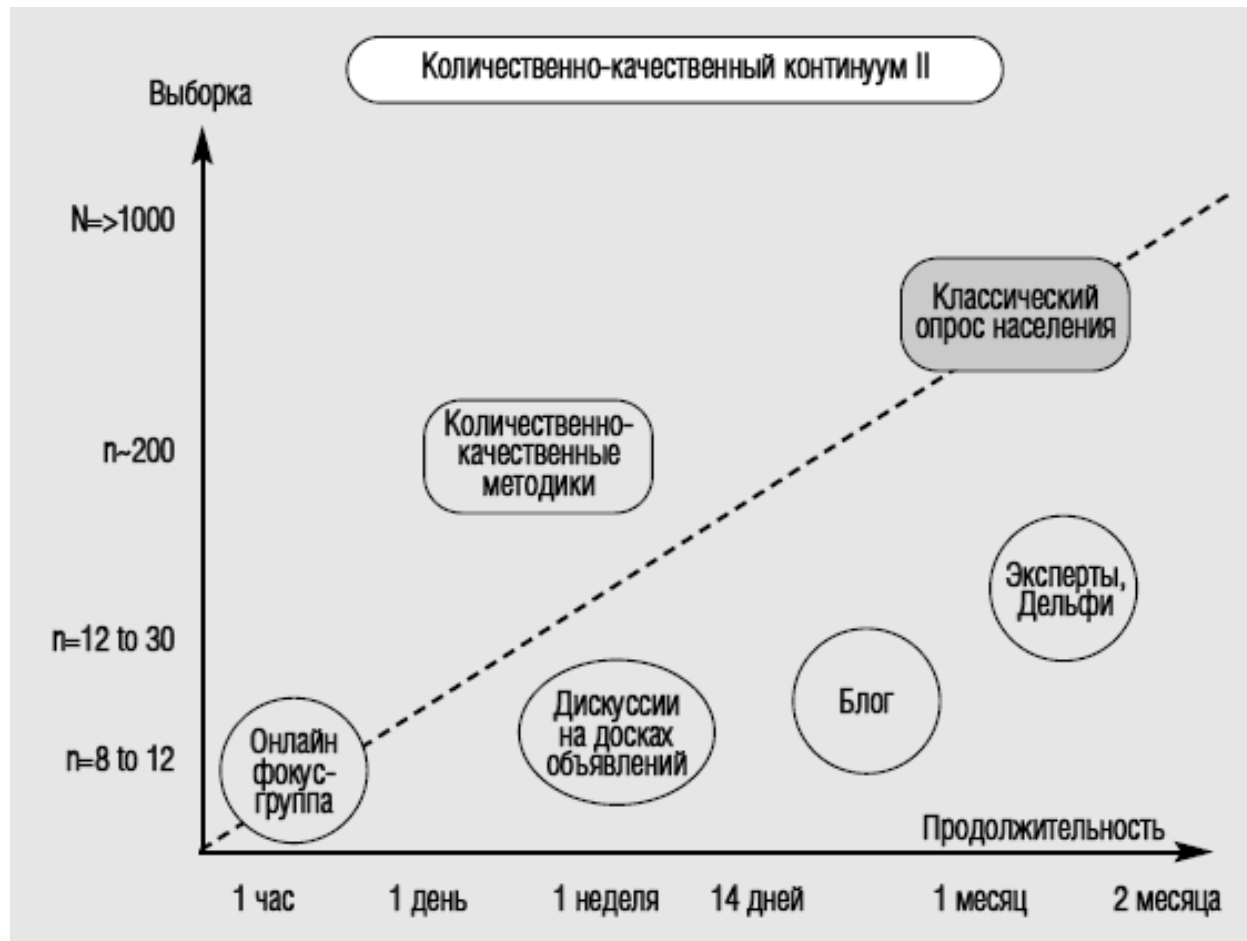 Количественно-качественный континуум II
Выборка
N=>1000
Классический
опрос населения
Количественно-
качественные
методики
n~200
Эксперты,
Дельфи
n=12 to 30
Блог
Дискуссии
на досках
объявлений
Онлайн
фокус-
группа
n=8 to 12
Продолжительность
1 час
1 день
1 неделя
14 дней
1 месяц
2 месяца